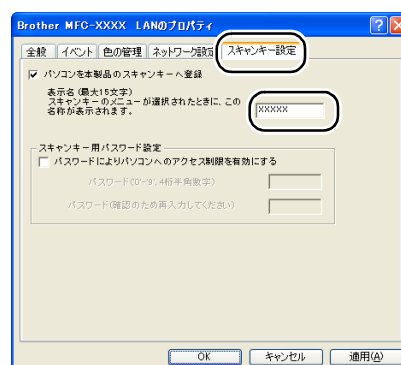 Brother MFC-XXXX LANのプロパティ
全般 イベント 色の管理 ネットワーク設定 スキャンキー設定
パソコンを本製品のスキャンキーへ登録
表示名(最大15文字)
スキャンキーのメニューが選択されたときに、この
名称が表示されます。
XXXXX
スキャンキー用パスワード設定
パスワードによりパソコンへのアクセス制限を有効にする
パスワード('0'-'9', 4桁半角数字)
パスワード(確認のため再入力してください)
OK キャンセル 適用(A)